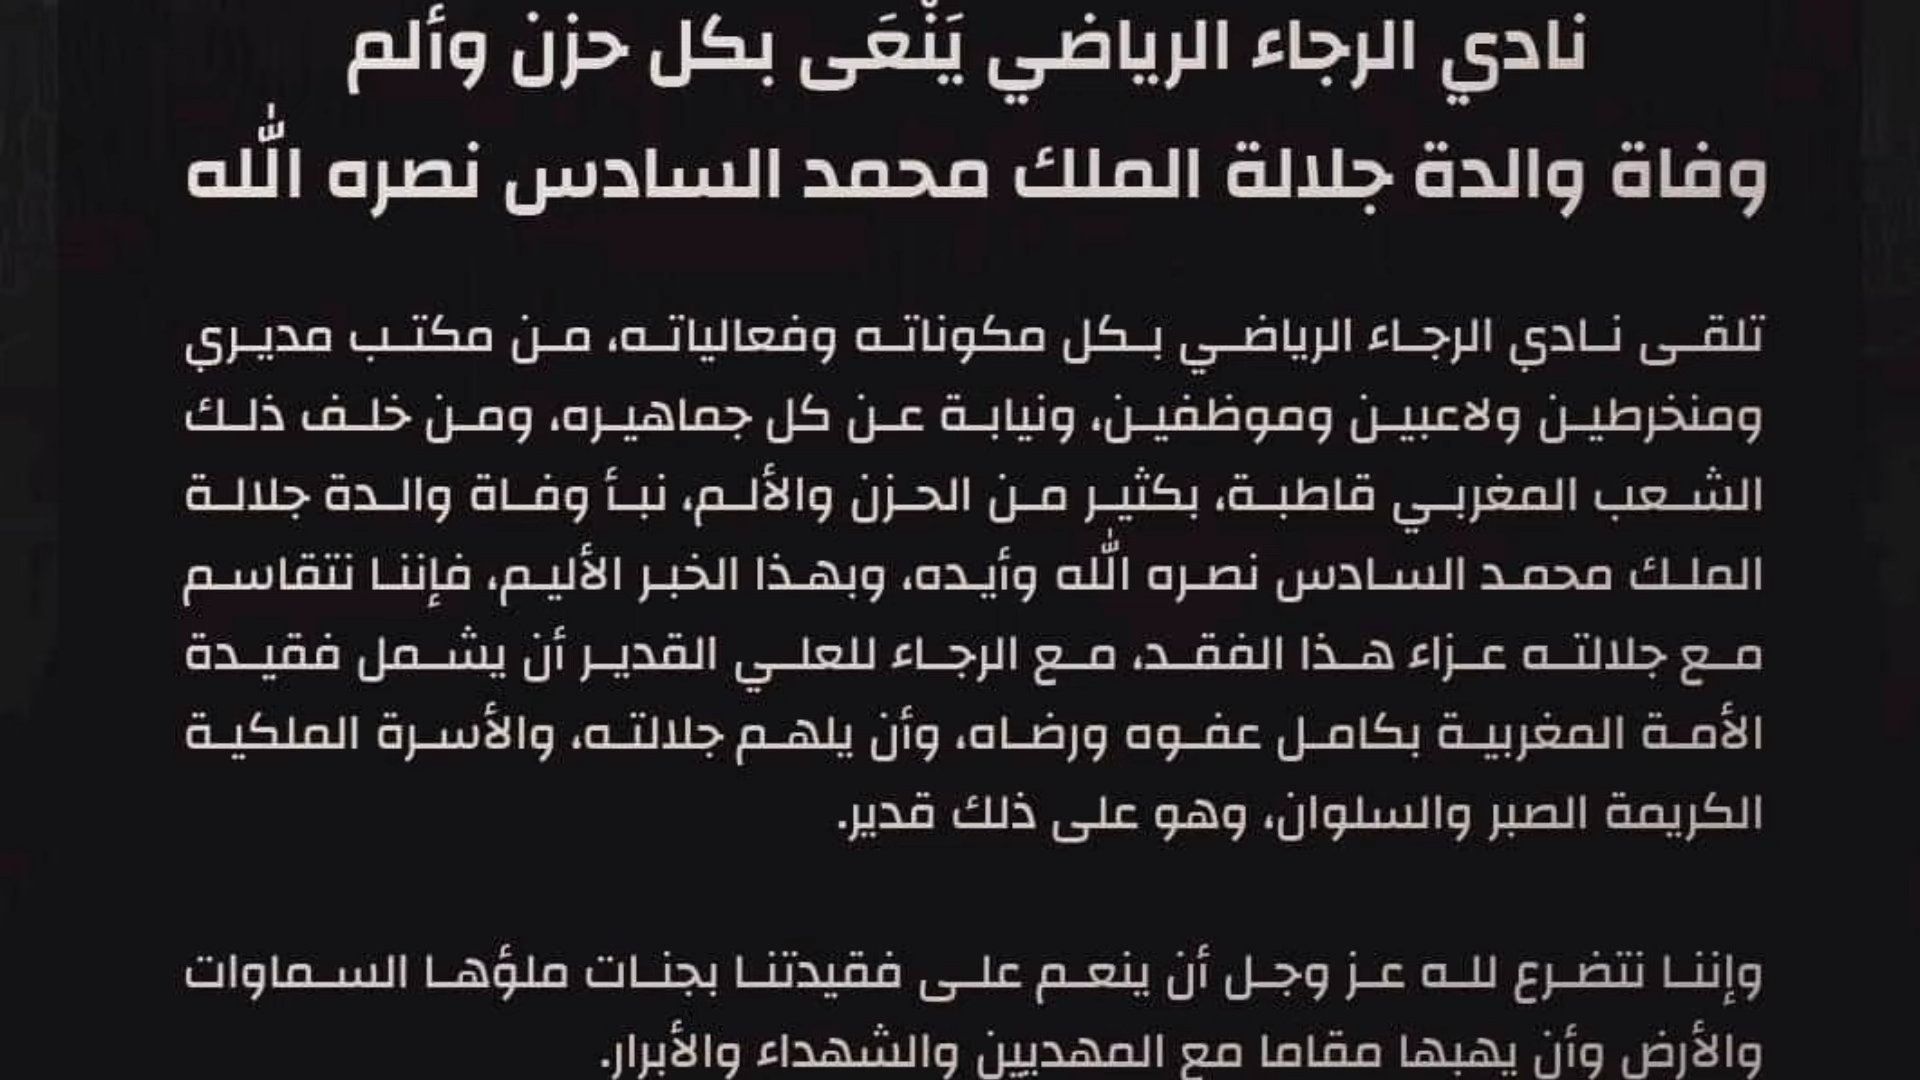 نادي الرجاء الرياضي يَنْعَى بكل حزن وألم
وفاة والدة جلالة الملك محمد السادس نصره الله
تلقى نادي الرجاء الرياضي بكل مكوناته وفعالياته، من مكتب مديري
ومنخرطين ولاعبين وموظفين، ونيابة عن كل جماهيره، ومن خلف ذلك
الشعب المغربي قاطبة، بكثير من الحزن والألم، نبأ وفاة والدة جلالة
الملك محمد السادس نصره الله وأيده، وبهذا الخبر الأليم، فإننا نتقاسم
مع جلالته عزاء هذا الفقد، مع الرجاء للعلي القدير أن يشمل فقيدة
الأمة المغربية بكامل عفوه ورضاه، وأن يلهم جلالته، والأسرة الملكية
الكريمة الصبر والسلوان، وهو على ذلك قدير.
وإننا نتضرع لله عز وجل أن ينعم على فقيدتنا بجنات ملؤها السماوات
والأرض وأن يهبها مقاما مع المهديين والشهداء والأبرار.